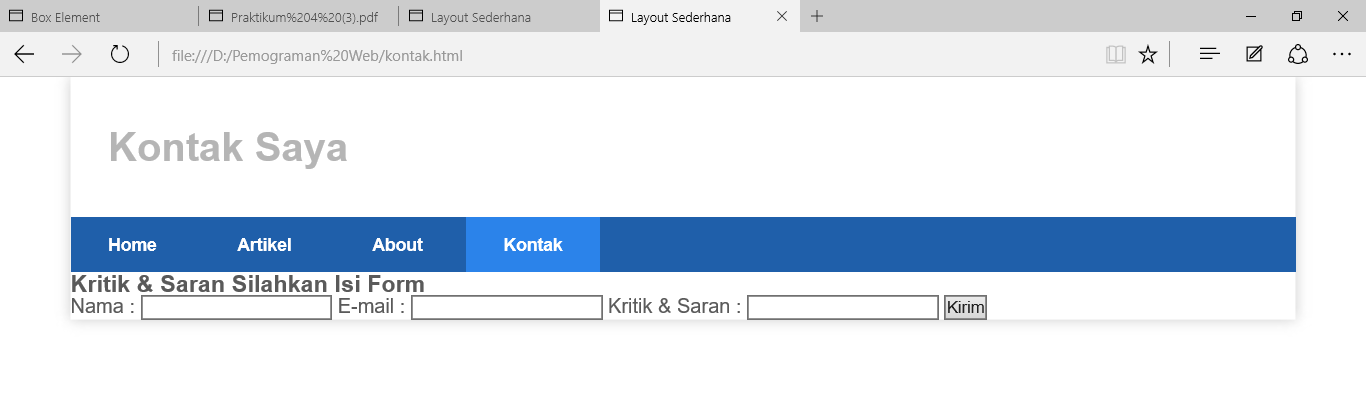 Box Element Praktikum%204%20(3).pdf Layout Sederhana Layout Sederhana
file:///D:/Pemograman%20Web/kontak.html
Kontak Saya
Home Artikel About Kontak
Kritik & Saran Silahkan Isi Form
Nama : E-mail : Kritik & Saran : Kirim